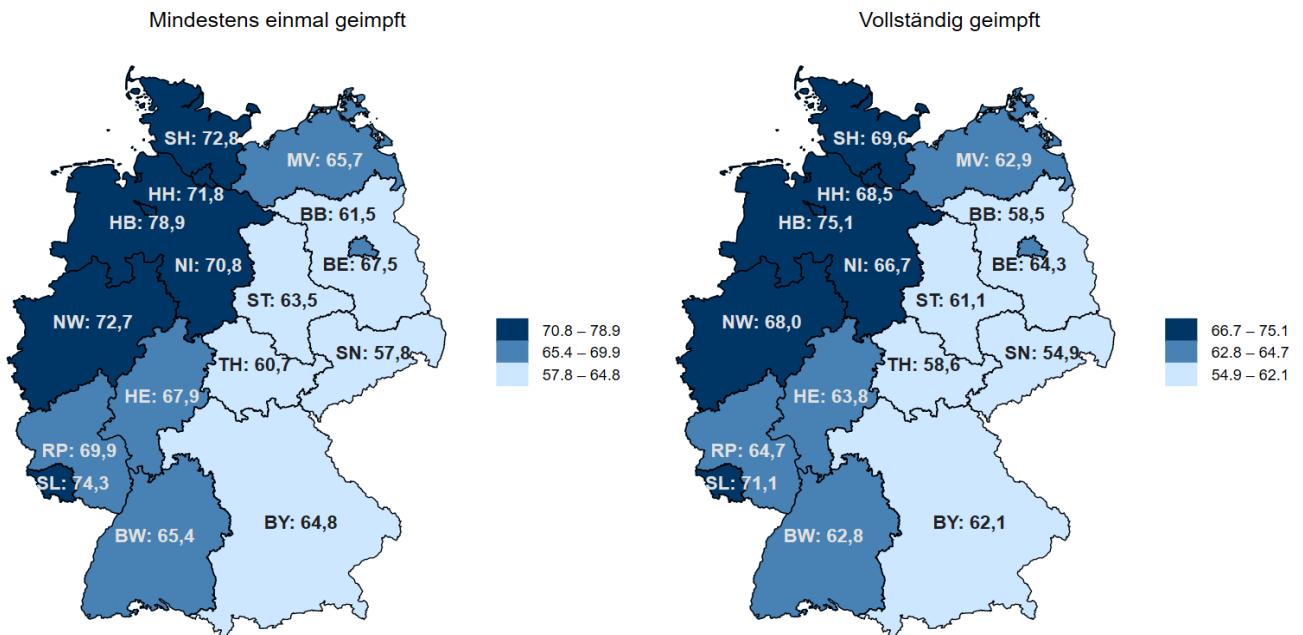 Mindestens einmal geimpft
SH: 72,8
MV: 65,7
HH: 71,8
BB: 61,5
HB: 78,9
NI: 70,8
BE: 67,5
ST: 63,5
NW: 72,7
SN: 57,8
TH: 60,7
HE: 67,9
RP: 69,9
SL: 74,3
BY: 64,8
BW: 65,4
70.8 – 78.9
65.4 – 69.9
57.8 – 64.8
Vollständig geimpft
SH: 69,6
MV: 62,9
HH: 68,5
BB: 58,5
HB: 75,1
NI: 66,7
BE: 64,3
ST: 61,1
NW: 68,0
SN: 54,9
TH: 58,6
HE: 63,8
RP: 64,7
SL: 71,1
BY: 62,1
BW: 62,8
66.7 – 75.1
62.8 – 64.7
54.9 – 62.1